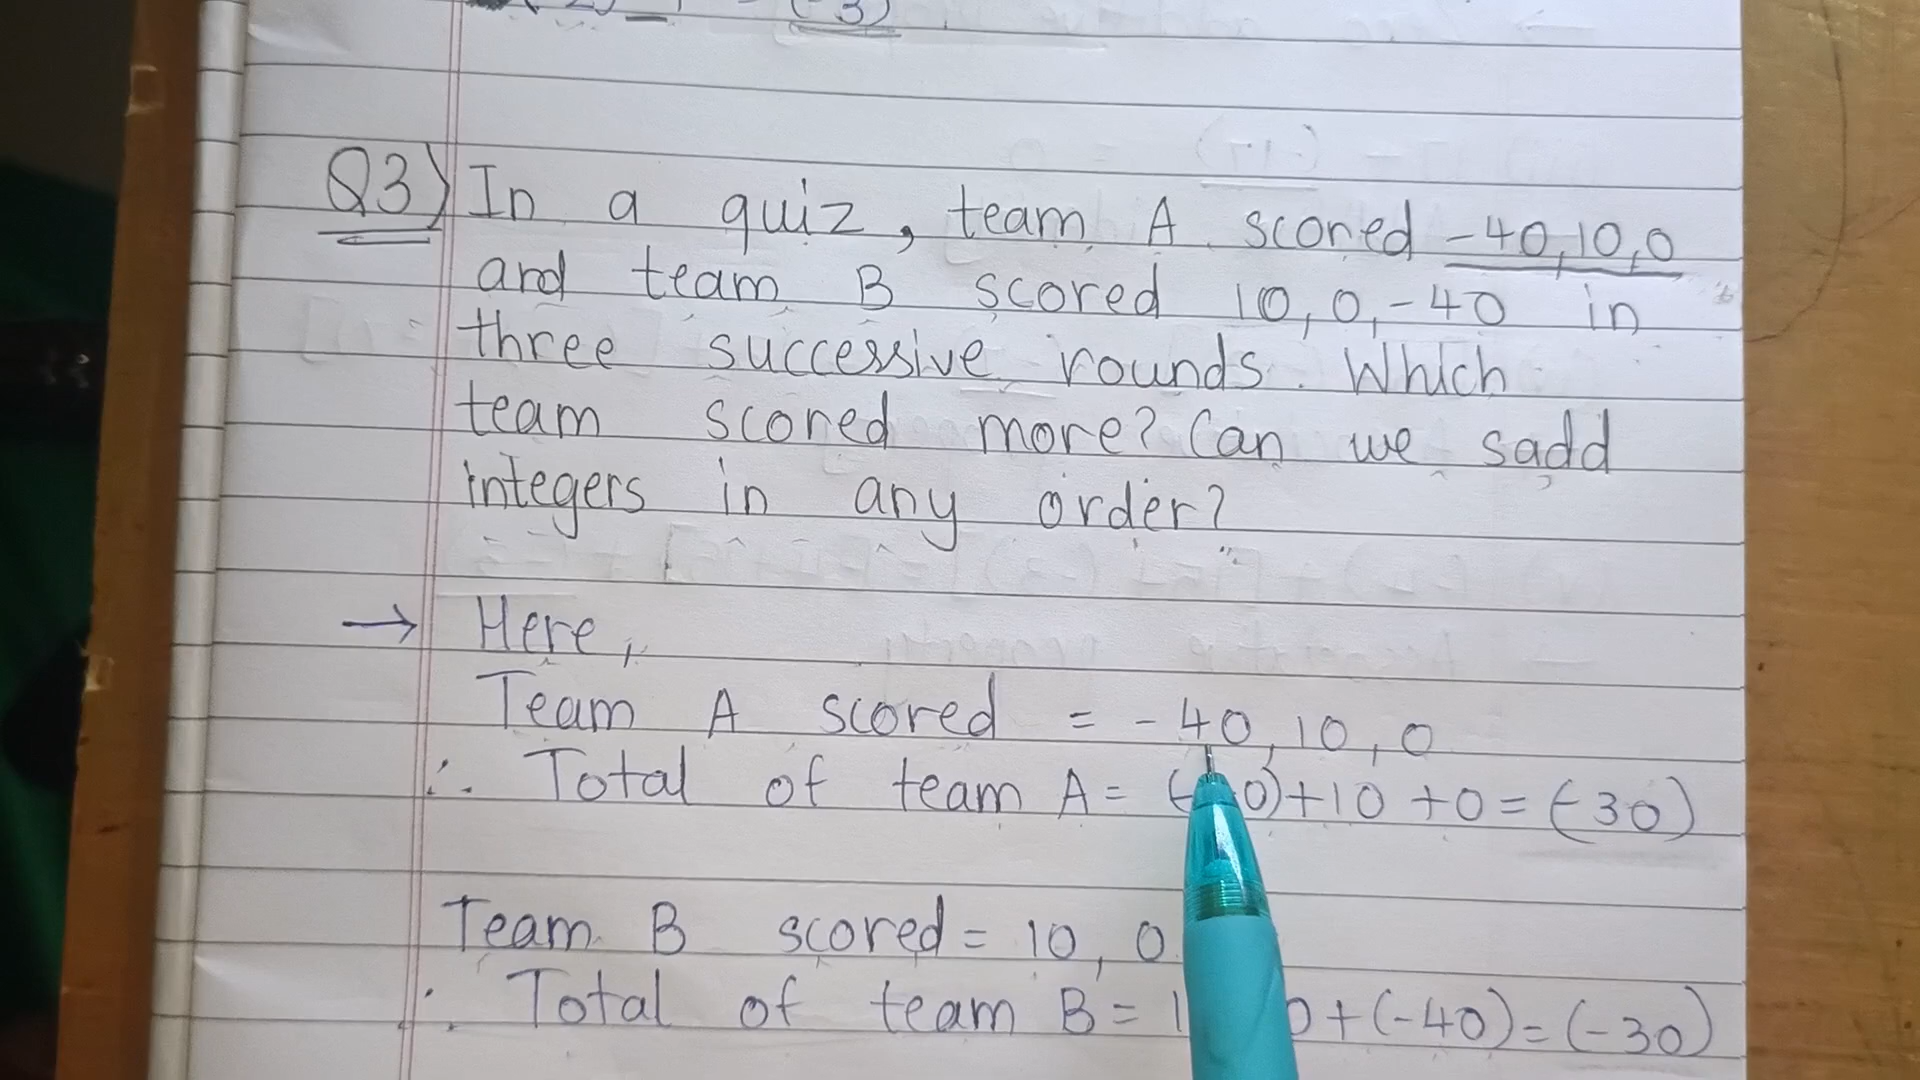 (-3)
Q3) In a quiz, team A scored -40,10,0
and team B scored 10,0,-40 in
three successive rounds. Which
team scored more? Can we sadd
integers in any order?
→ Here,
Team A scored = -40,10,0
∴ Total of team A= (- 0)+10 +0= (-30)
Team B scored= 10, 0
∴ Total of team B= 1 0+(-40)= (-30)